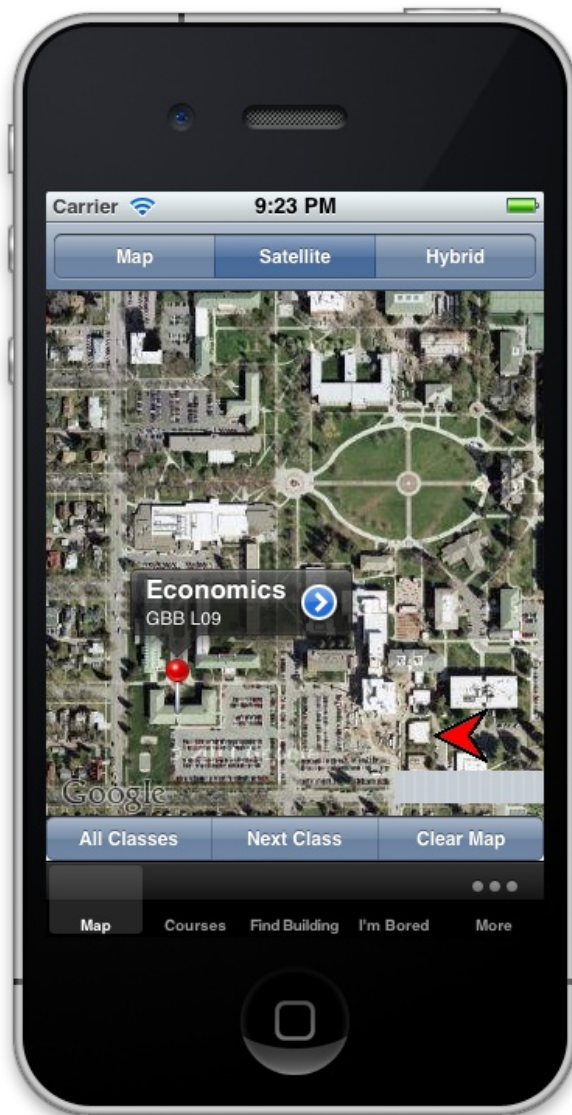 Carrier 9:23 PM
Map Satellite Hybrid
Economics
GBB L09
Google
All Classes Next Class Clear Map
Map Courses Find Building I'm Bored More